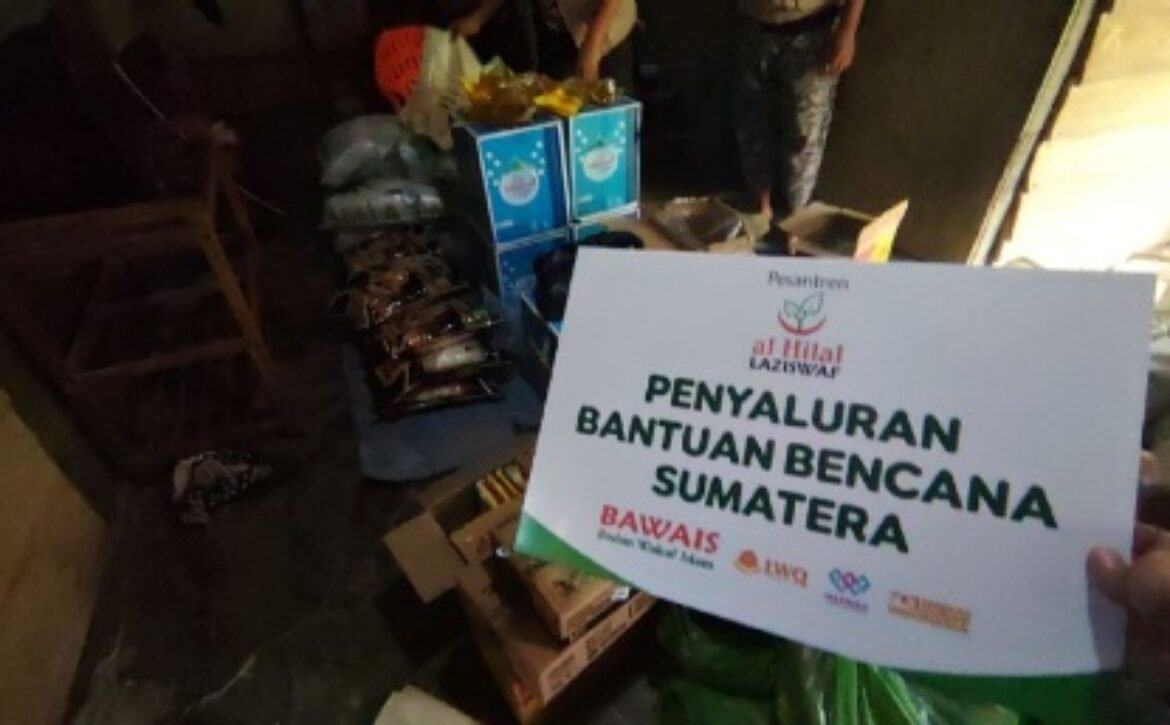 Pesantren
al Hilal
LAZISWAF
PENYALURAN
BANTUAN BENCANA
SUMATERA
BAWAIS
Badan Wakaf Islam
LWQ